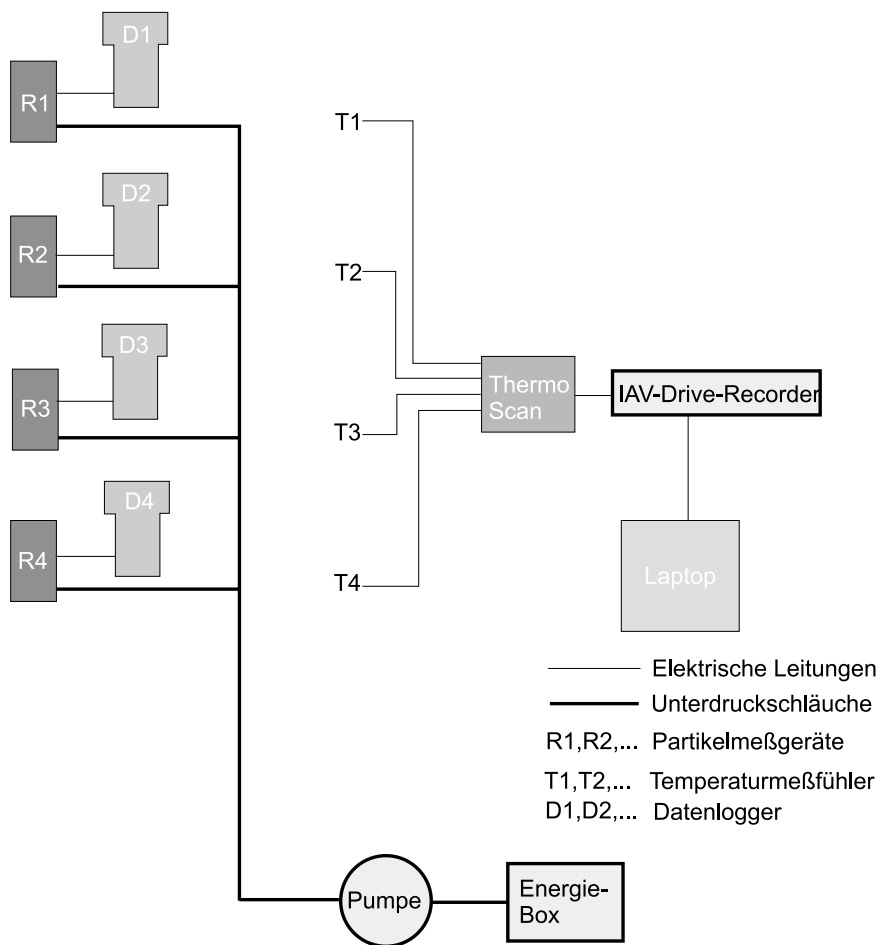 D1
R1
T1
D2
R2
T2
D3
R3
T3
Thermo
Scan
IAV-Drive-Recorder
D4
R4
T4
Laptop
Elektrische Leitungen
Unterdruckschläuche
R1,R2,... Partikelmeßgeräte
T1,T2,... Temperaturmeßfühler
D1,D2,... Datenlogger
Pumpe
Energie-
Box